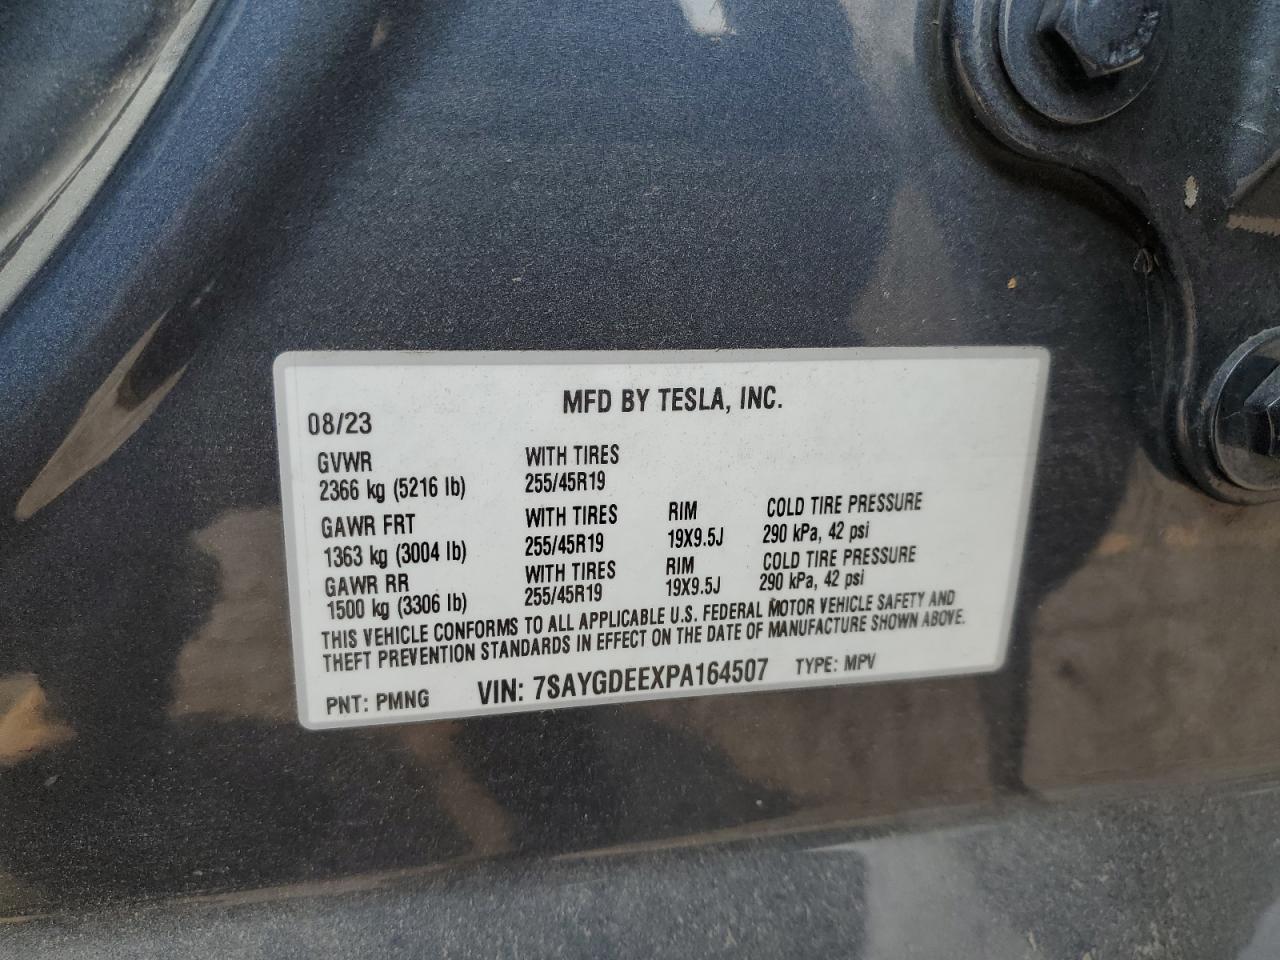 MFD BY TESLA, INC.
08/23
GVWR WITH TIRES
2366 kg (5216 lb) 255/45R19
GAWR FRT WITH TIRES RIM COLD TIRE PRESSURE
1363 kg (3004 lb) 255/45R19 19X9.5J 290 kPa, 42 psi
GAWR RR WITH TIRES RIM COLD TIRE PRESSURE
1500 kg (3306 lb) 255/45R19 19X9.5J 290 kPa, 42 psi
THIS VEHICLE CONFORMS TO ALL APPLICABLE U.S. FEDERAL MOTOR VEHICLE SAFETY AND
THEFT PREVENTION STANDARDS IN EFFECT ON THE DATE OF MANUFACTURE SHOWN ABOVE.
PNT: PMNG VIN: 7SAYGDEEXPA164507 TYPE: MPV